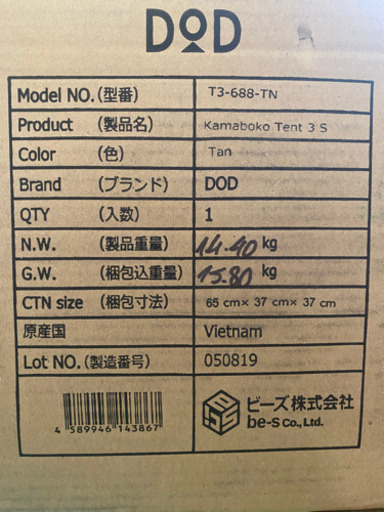 DOD
Model NO.(型番) T3-688-TN
Product (製品名) Kamaboko Tent 3 S
Color (色) Tan
Brand (ブランド) DOD
QTY (入数) 1
N.W. (製品重量) 14.40 kg
G.W. (梱包込重量) 15.80 kg
CTN size (梱包寸法) 65 cm× 37 cm× 37 cm
原産国 Vietnam
Lot NO.(製造番号) 050819
4 589946 143867
ビーズ株式会社
be-s Co., Ltd.